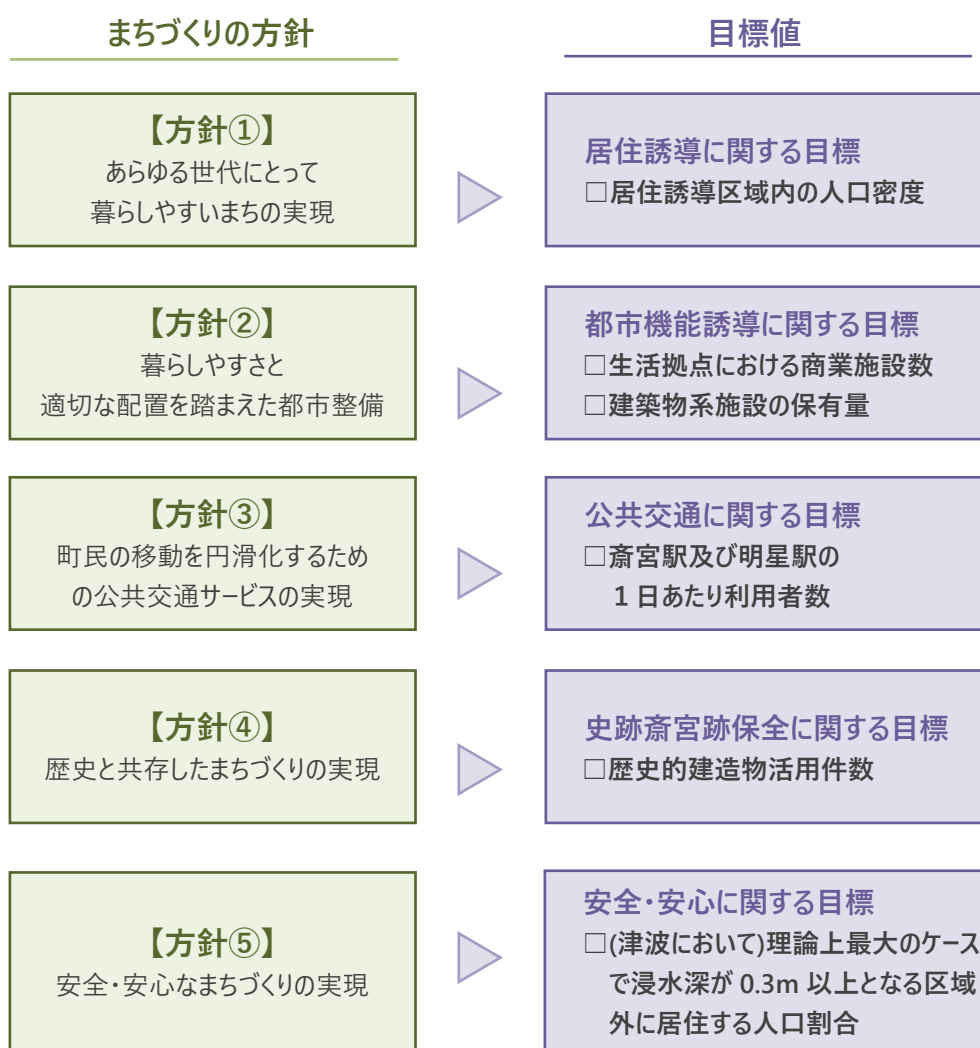 まちづくりの方針
目標値
【方針①】
あらゆる世代にとって
暮らしやすいまちの実現
居住誘導に関する目標
□居住誘導区域内の人口密度
【方針②】
暮らしやすさと
適切な配置を踏まえた都市整備
都市機能誘導に関する目標
□生活拠点における商業施設数
□建築物系施設の保有量
【方針③】
町民の移動を円滑化するため
の公共交通サービスの実現
公共交通に関する目標
□斎宮駅及び明星駅の
1 日あたり利用者数
【方針④】
歴史と共存したまちづくりの実現
史跡斎宮跡保全に関する目標
□歴史的建造物活用件数
【方針⑤】
安全・安心なまちづくりの実現
安全・安心に関する目標
□(津波において)理論上最大のケース
で浸水深が 0.3m 以上となる区域
外に居住する人口割合